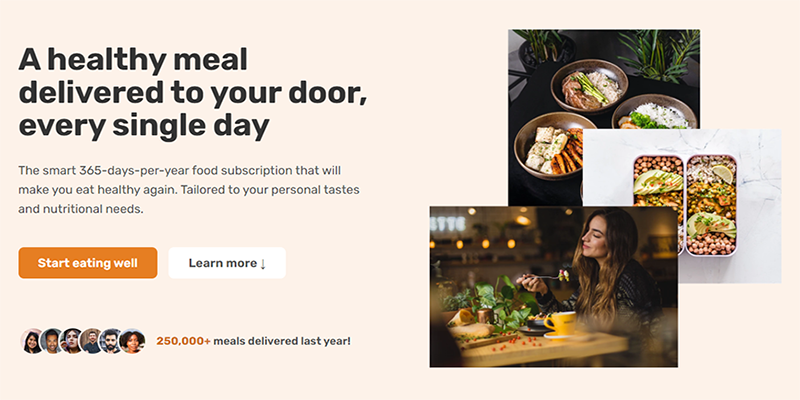 A healthy meal
delivered to your door,
every single day
The smart 365-days-per-year food subscription that will
make you eat healthy again. Tailored to your personal tastes
and nutritional needs.
Start eating well
Learn more ↓
250,000+ meals delivered last year!